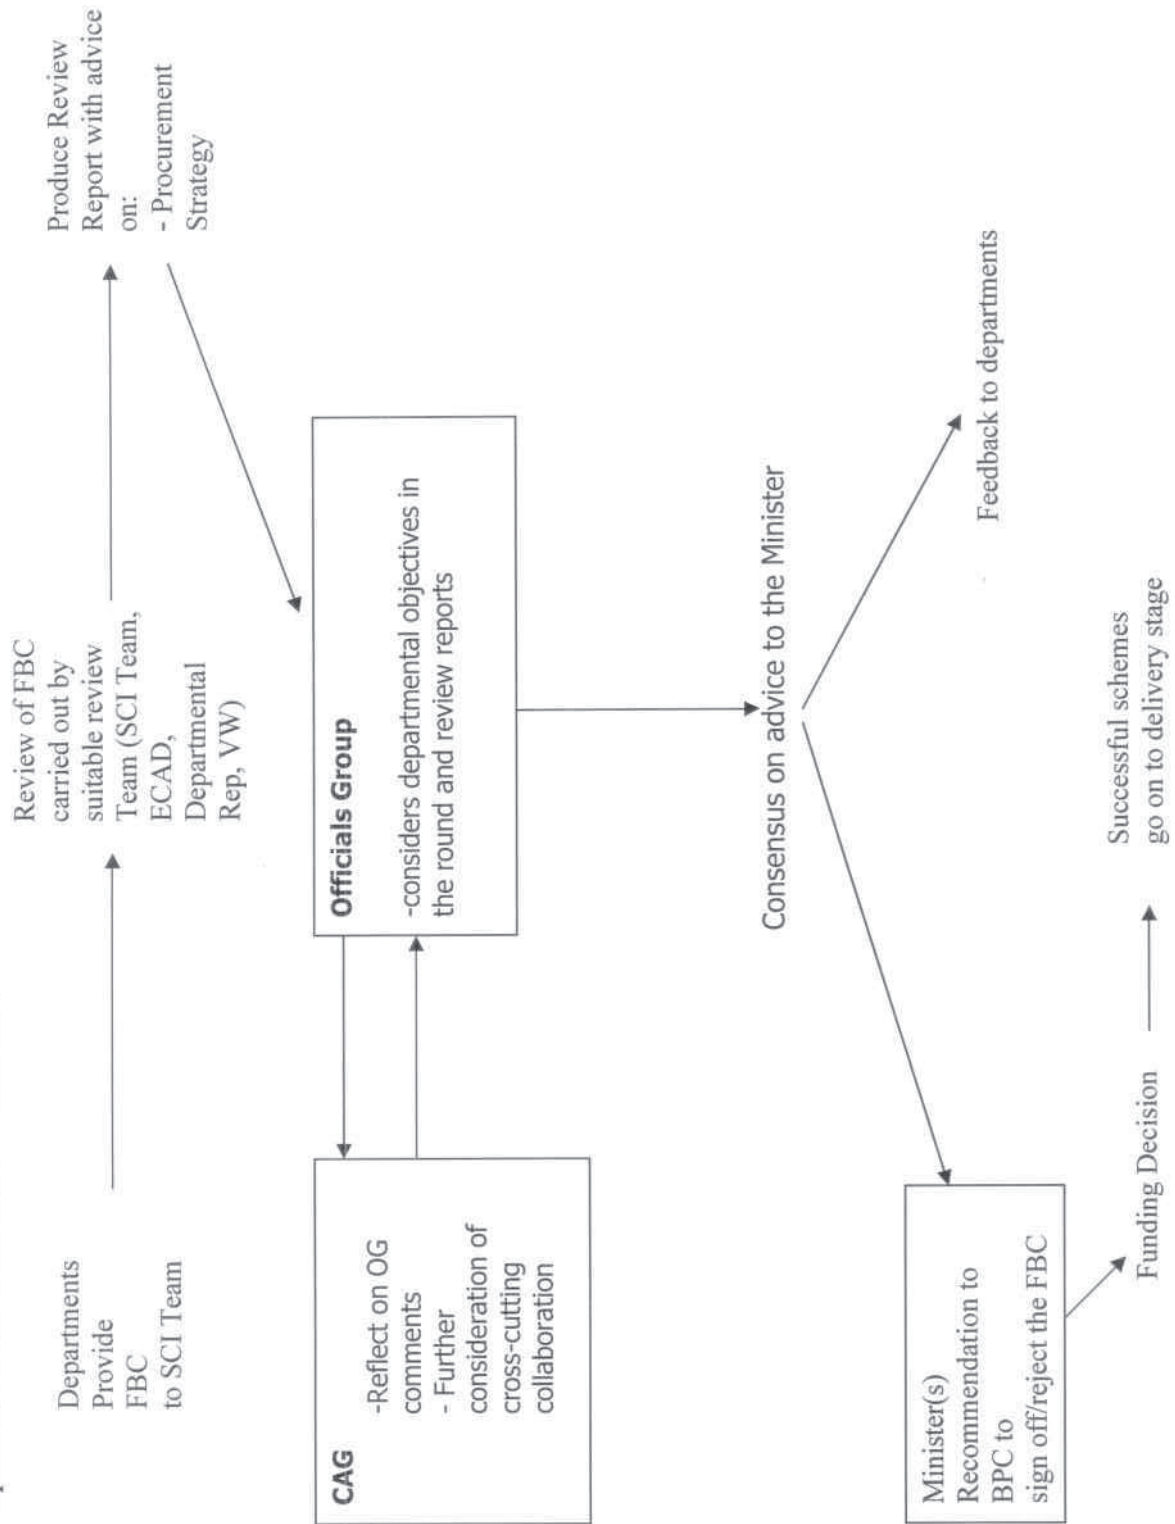 Departments
Provide
FBC
to SCI Team
Review of FBC
carried out by
suitable review
Team (SCI Team,
ECAD,
Departmental
Rep, VW)
Produce Review
Report with advice
on:
- Procurement
Strategy
CAG
-Reflect on OG
comments
- Further
consideration of
cross-cutting
collaboration
Officials Group
-considers departmental objectives in
the round and review reports
Consensus on advice to the Minister
Minister(s)
Recommendation to
BPC to
sign off/reject the FBC
Feedback to departments
Funding Decision
Successful schemes
go on to delivery stage